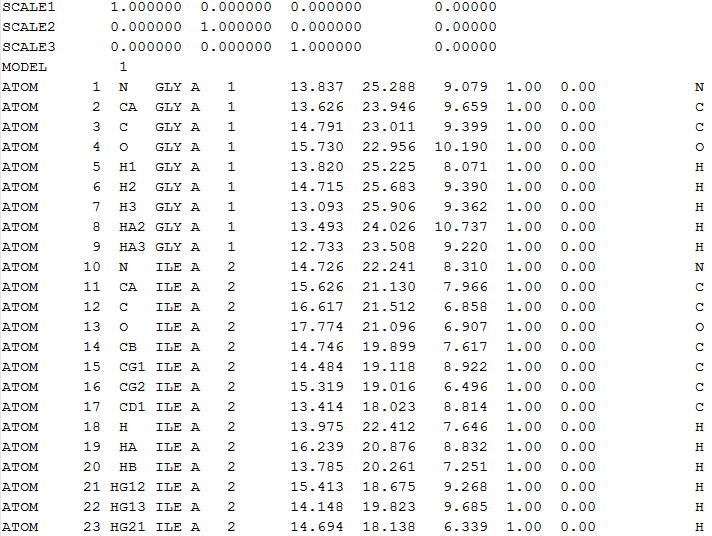 SCALE1      1.000000  0.000000  0.000000        0.00000
SCALE2      0.000000  1.000000  0.000000        0.00000
SCALE3      0.000000  0.000000  1.000000        0.00000
MODEL        1
ATOM      1  N   GLY A   1      13.837  25.288   9.079  1.00  0.00           N
ATOM      2  CA  GLY A   1      13.626  23.946   9.659  1.00  0.00           C
ATOM      3  C   GLY A   1      14.791  23.011   9.399  1.00  0.00           C
ATOM      4  O   GLY A   1      15.730  22.956  10.190  1.00  0.00           O
ATOM      5  H1  GLY A   1      13.820  25.225   8.071  1.00  0.00           H
ATOM      6  H2  GLY A   1      14.715  25.683   9.390  1.00  0.00           H
ATOM      7  H3  GLY A   1      13.093  25.906   9.362  1.00  0.00           H
ATOM      8  HA2 GLY A   1      13.493  24.026  10.737  1.00  0.00           H
ATOM      9  HA3 GLY A   1      12.733  23.508   9.220  1.00  0.00           H
ATOM     10  N   ILE A   2      14.726  22.241   8.310  1.00  0.00           N
ATOM     11  CA  ILE A   2      15.626  21.130   7.966  1.00  0.00           C
ATOM     12  C   ILE A   2      16.617  21.512   6.858  1.00  0.00           C
ATOM     13  O   ILE A   2      17.774  21.096   6.907  1.00  0.00           O
ATOM     14  CB  ILE A   2      14.746  19.899   7.617  1.00  0.00           C
ATOM     15  CG1 ILE A   2      14.484  19.118   8.922  1.00  0.00           C
ATOM     16  CG2 ILE A   2      15.319  19.016   6.496  1.00  0.00           C
ATOM     17  CD1 ILE A   2      13.414  18.023   8.814  1.00  0.00           C
ATOM     18  H   ILE A   2      13.975  22.412   7.646  1.00  0.00           H
ATOM     19  HA  ILE A   2      16.239  20.876   8.832  1.00  0.00           H
ATOM     20  HB  ILE A   2      13.785  20.261   7.251  1.00  0.00           H
ATOM     21 HG12 ILE A   2      15.413  18.675   9.268  1.00  0.00           H
ATOM     22 HG13 ILE A   2      14.148  19.823   9.685  1.00  0.00           H
ATOM     23 HG21 ILE A   2      14.694  18.138   6.339  1.00  0.00           H